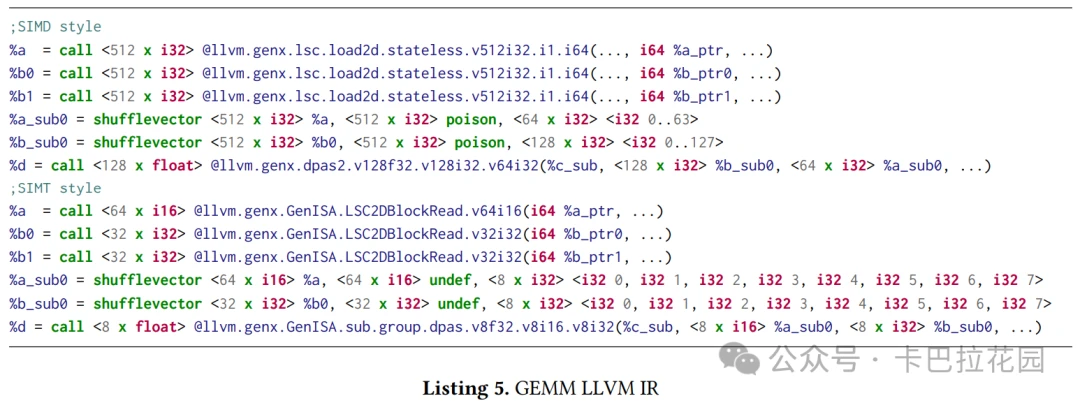 ;SIMD style
%a  = call <512 x i32> @llvm.genx.lsc.load2d.stateless.v512i32.i1.i64(..., i64 %a_ptr, ...)
%b0 = call <512 x i32> @llvm.genx.lsc.load2d.stateless.v512i32.i1.i64(..., i64 %b_ptr0, ...)
%b1 = call <512 x i32> @llvm.genx.lsc.load2d.stateless.v512i32.i1.i64(..., i64 %b_ptr1, ...)
%a_sub0 = shufflevector <512 x i32> %a, <512 x i32> poison, <64 x i32> <i32 0..63>
%b_sub0 = shufflevector <512 x i32> %b0, <512 x i32> poison, <128 x i32> <i32 0..127>
%d = call <128 x float> @llvm.genx.dpas2.v128f32.v128i32.v64i32(%c_sub, <128 x i32> %b_sub0, <64 x i32> %a_sub0, ...)
;SIMT style
%a  = call <64 x i16> @llvm.genx.GenISA.LSC2DBlockRead.v64i16(i64 %a_ptr, ...)
%b0 = call <32 x i32> @llvm.genx.GenISA.LSC2DBlockRead.v32i32(i64 %b_ptr0, ...)
%b1 = call <32 x i32> @llvm.genx.GenISA.LSC2DBlockRead.v32i32(i64 %b_ptr1, ...)
%a_sub0 = shufflevector <64 x i16> %a, <64 x i16> undef, <8 x i32> <i32 0, i32 1, i32 2, i32 3, i32 4, i32 5, i32 6, i32 7>
%b_sub0 = shufflevector <32 x i32> %b0, <32 x i32> undef, <8 x i32> <i32 0, i32 1, i32 2, i32 3, i32 4, i32 5, i32 6, i32 7>
%d = call <8 x float> @llvm.genx.GenISA.sub.group.dpas.v8f32.v8i16.v8i32(%c_sub, <8 x i16> %a_sub0, <8 x i32> %b_sub0, ...)
公众号 · 卡巴拉花园
Listing 5. GEMM LLVM IR